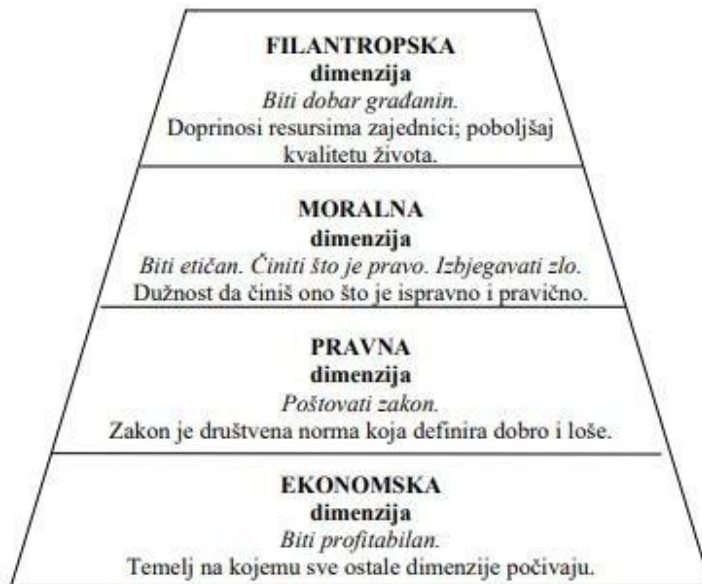 FILANTROPSKA
dimenzija
Biti dobar građanin.
Doprinosi resursima zajednici; poboljšaj
kvalitetu života.
MORALNA
dimenzija
Biti etičan. Činiti što je pravo. Izbjegavati zlo.
Dužnost da činiš ono što je ispravno i pravično.
PRAVNA
dimenzija
Poštovati zakon.
Zakon je društvena norma koja definira dobro i loše.
EKONOMSKA
dimenzija
Biti profitabilan.
Temelj na kojemu sve ostale dimenzije počivaju.